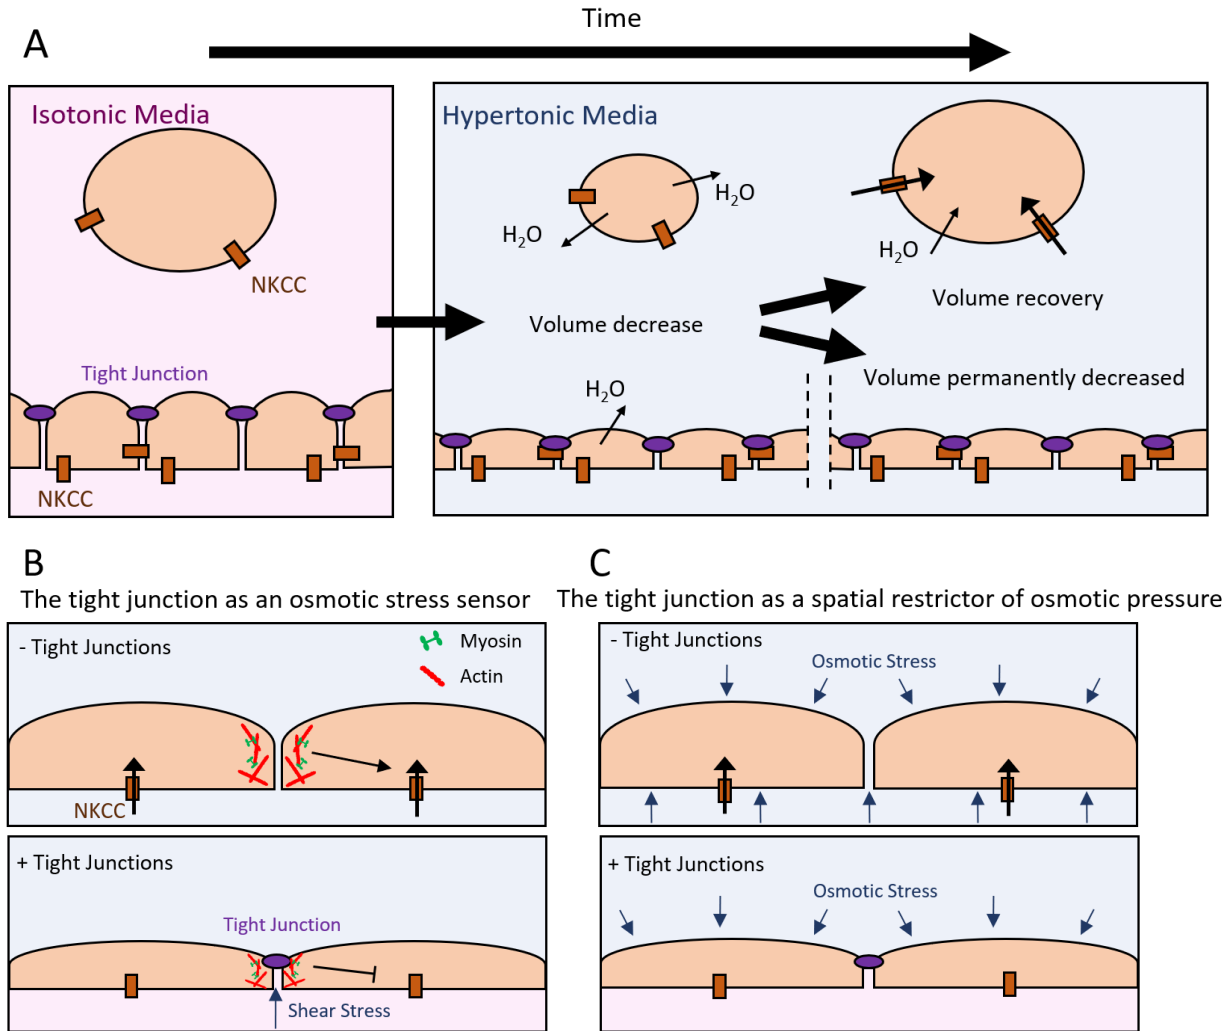 Time
A
Isotonic Media
Hypertonic Media
H₂O
H₂O
H₂O
NKCC
Volume decrease
Volume recovery
Tight Junction
Volume permanently decreased
H₂O
NKCC
B
The tight junction as an osmotic stress sensor
- Tight Junctions
Myosin
Actin
NKCC
+ Tight Junctions
Tight Junction
Shear Stress
C
The tight junction as a spatial restrictor of osmotic pressure
- Tight Junctions
Osmotic Stress
+ Tight Junctions
Osmotic Stress